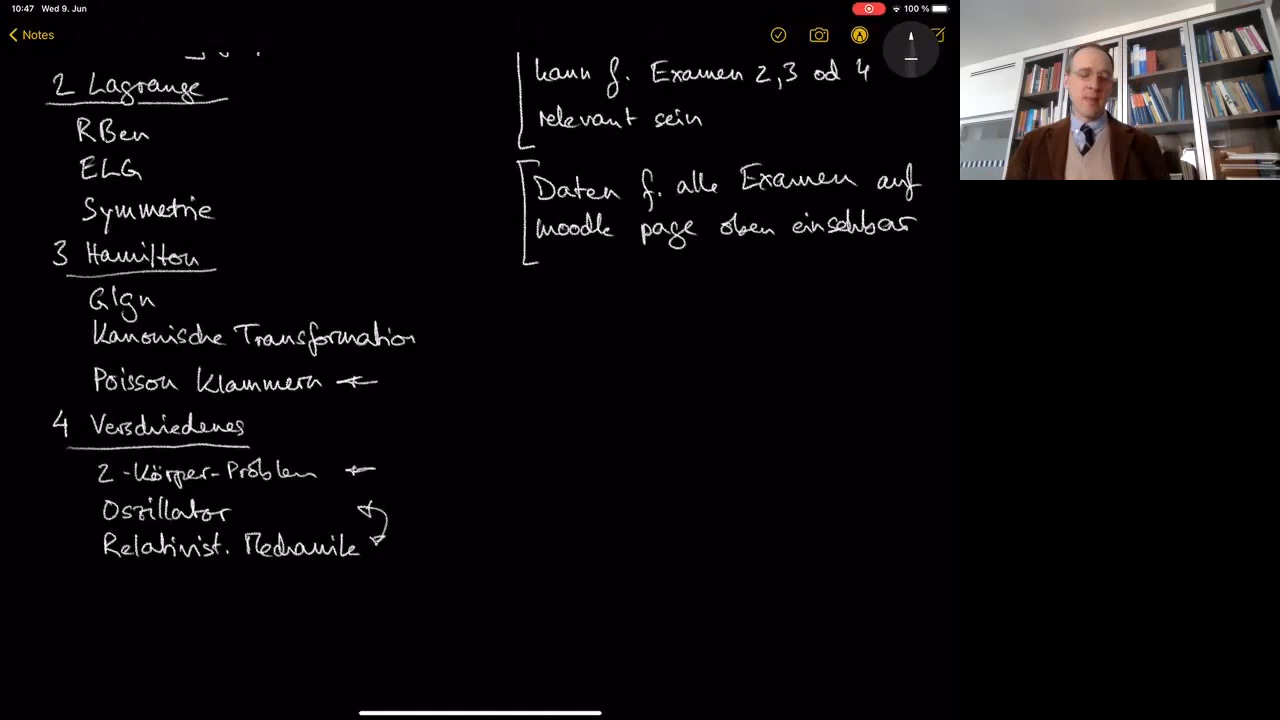 10:47 Wed 9. Jun
100 %
Notes
2 Lagrange
RBen
ELG
Symmetrie
3 Hamilton
Glgn
Kanonische Transformation
Poisson Klammern
4 Verschiedenes
2-Körper-Problem
Oszillator
Relativist. Mechanik
kann f. Examen 2,3 od 4
relevant sein
Daten f. alle Examen auf
moodle page oben einsehbar